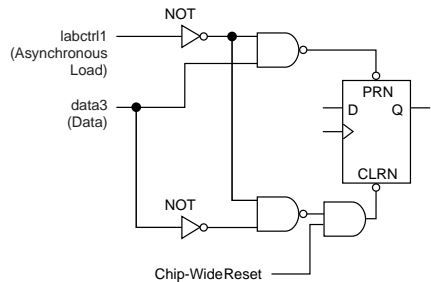 NOT
labctrl1
(Asynchronous
Load)
PRN
D
Q
data3
(Data)
CLRN
NOT
Chip-Wide Reset